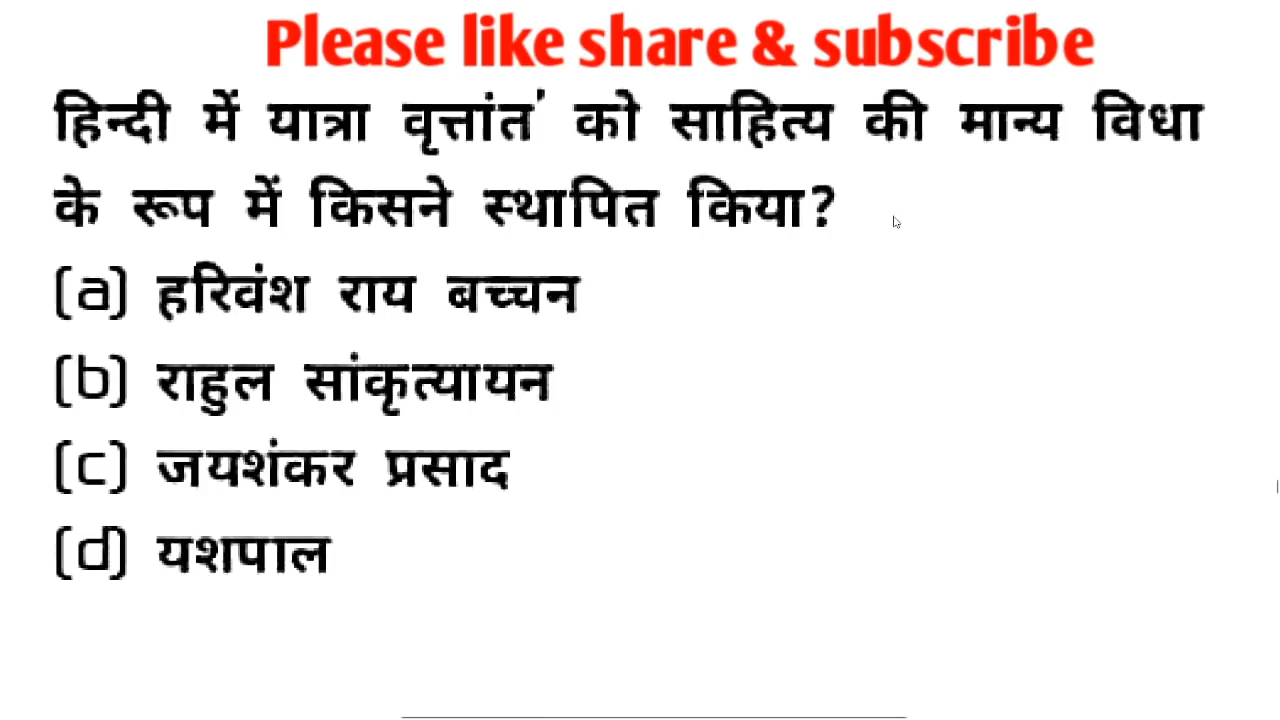 Please like share & subscribe
हिन्दी में यात्रा वृत्तांत' को साहित्य की मान्य विधा
के रूप में किसने स्थापित किया?
(a) हरिवंश राय बच्चन
(b) राहुल सांकृत्यायन
(c) जयशंकर प्रसाद
(d) यशपाल